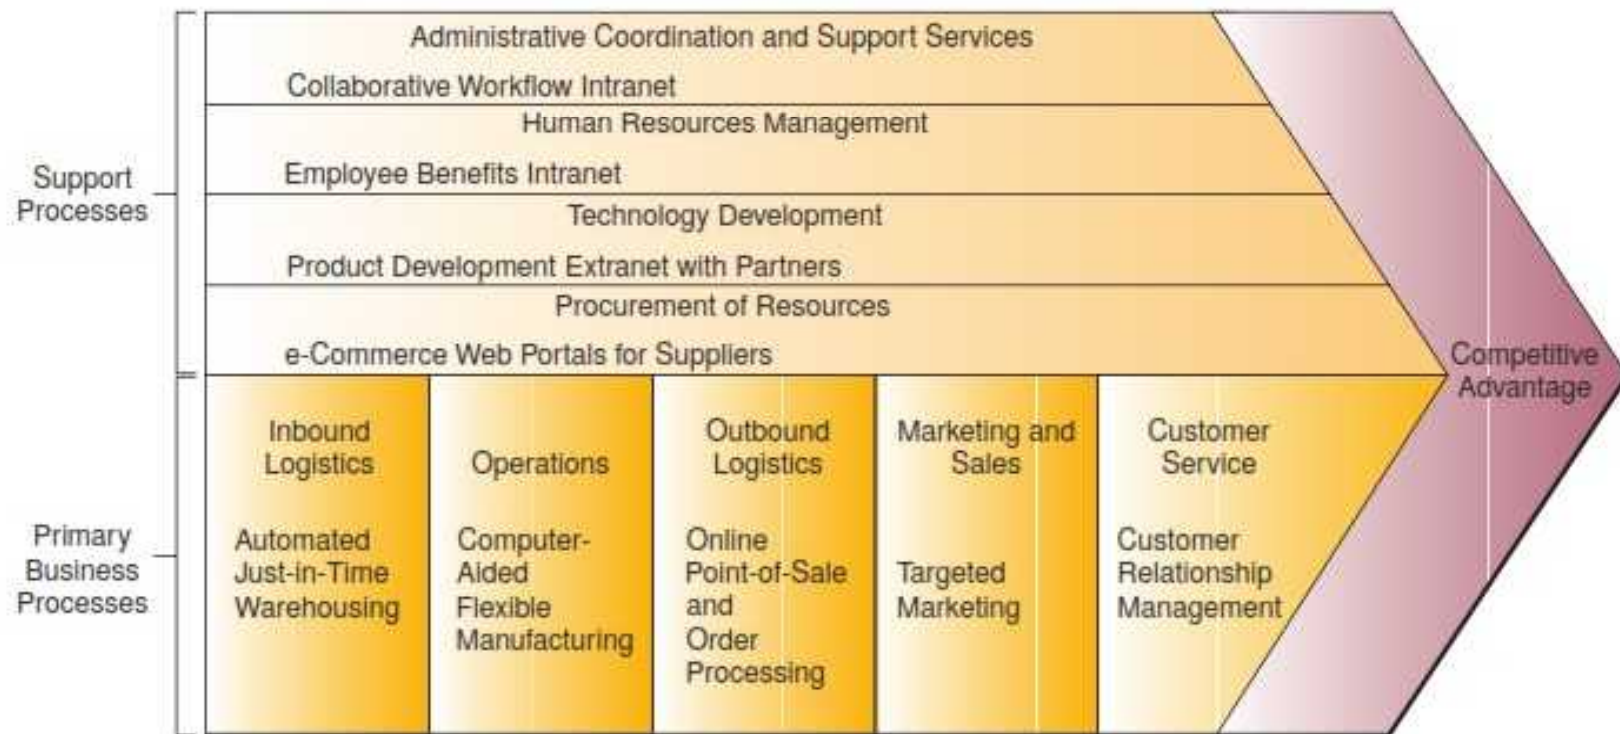 Administrative Coordination and Support Services
Collaborative Workflow Intranet
Human Resources Management
Employee Benefits Intranet
Support
Processes
Technology Development
Product Development Extranet with Partners
Procurement of Resources
e-Commerce Web Portals for Suppliers
Competitive
Advantage
Primary
Business
Processes
Inbound
Logistics
Automated
Just-in-Time
Warehousing
Operations
Computer-
Aided
Flexible
Manufacturing
Outbound
Logistics
Online
Point-of-Sale
and
Order
Processing
Marketing and
Sales
Targeted
Marketing
Customer
Service
Customer
Relationship
Management